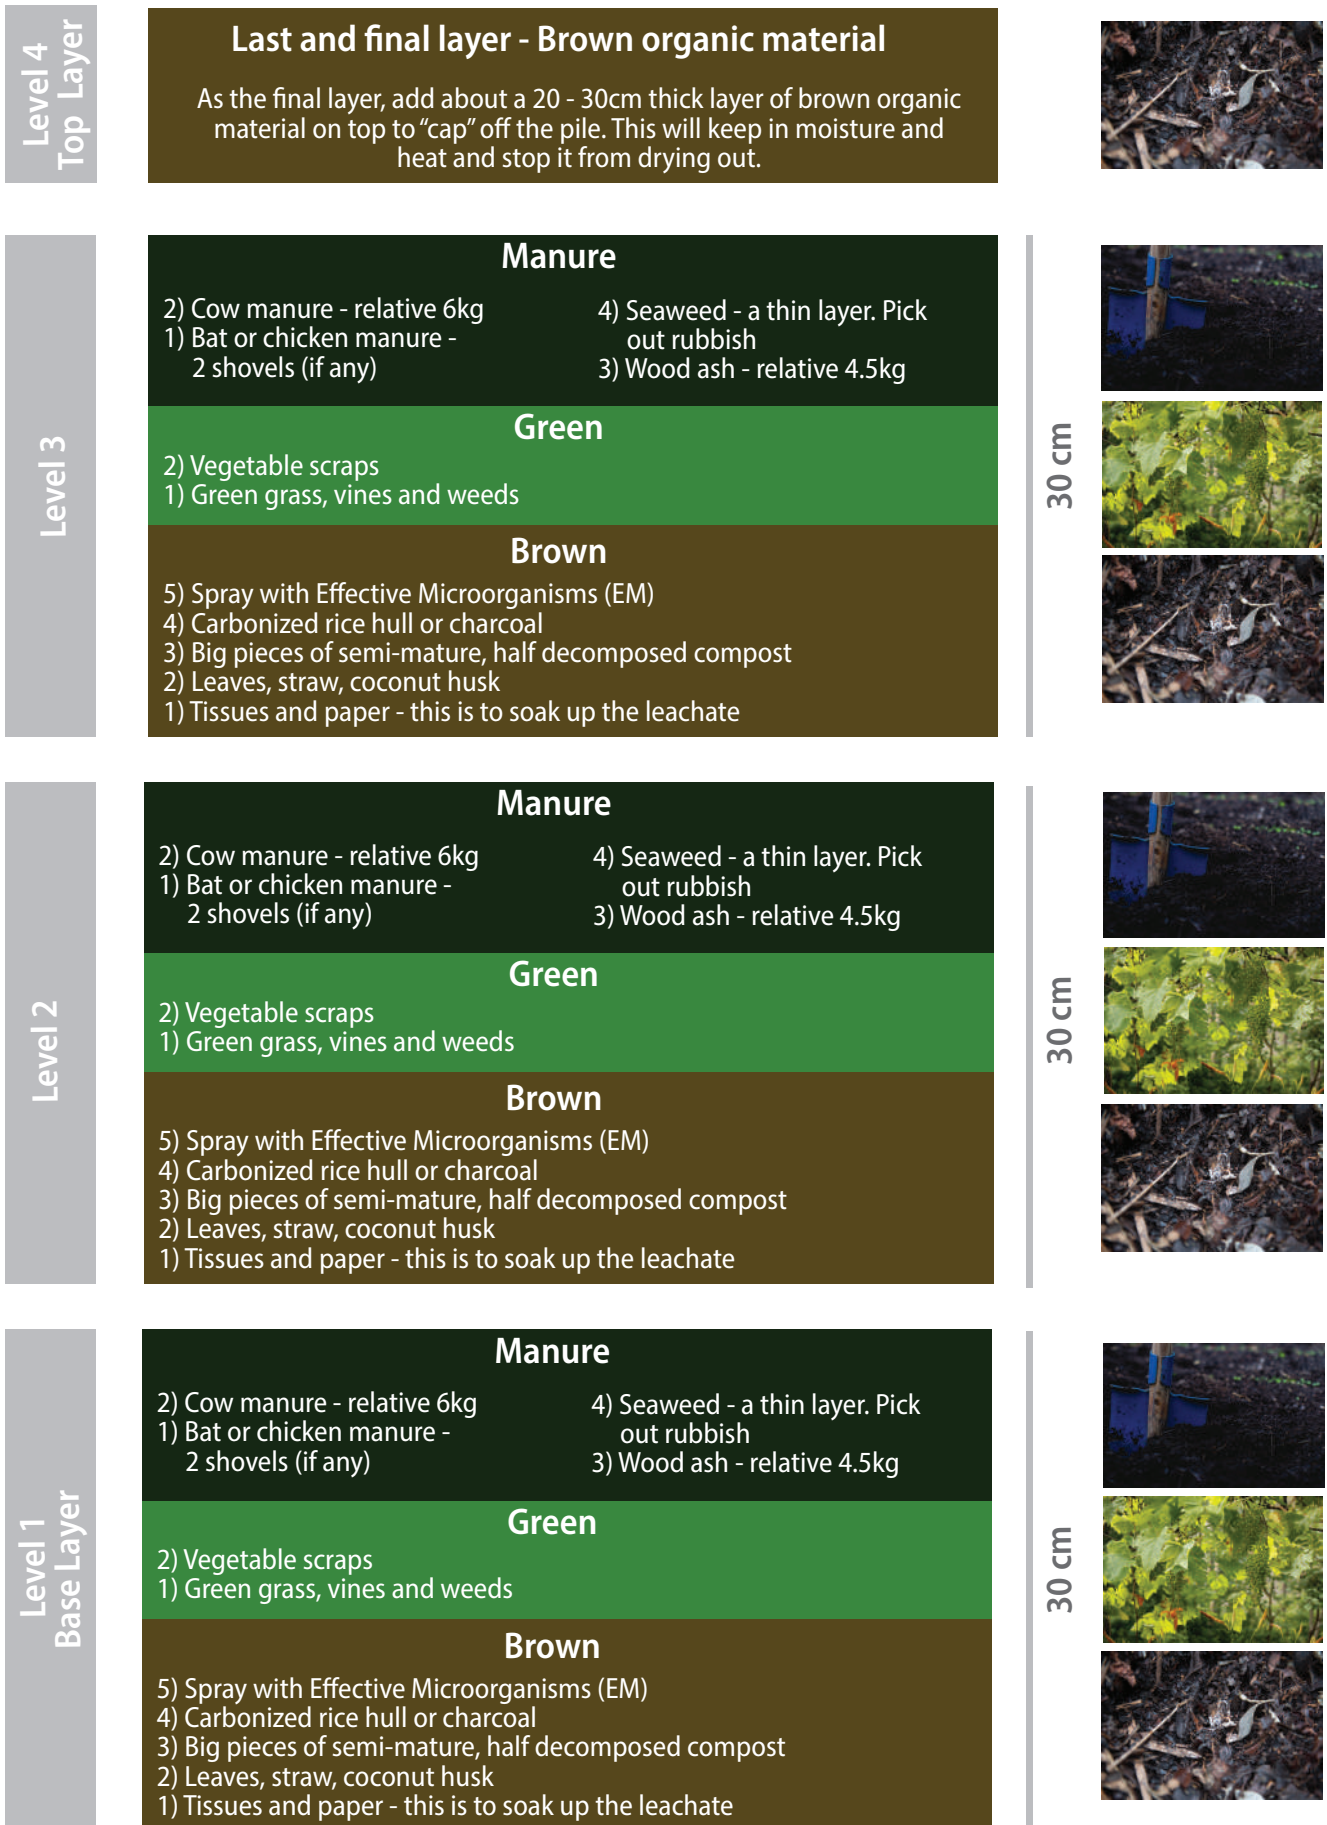 Level 4
Top Layer
Last and final layer - Brown organic material
As the final layer, add about a 20 - 30cm thick layer of brown organic
material on top to “cap” off the pile. This will keep in moisture and
heat and stop it from drying out.
Level 3
Manure
2) Cow manure - relative 6kg
1) Bat or chicken manure -
2 shovels (if any)
4) Seaweed - a thin layer. Pick
out rubbish
3) Wood ash - relative 4.5kg
Green
2) Vegetable scraps
1) Green grass, vines and weeds
Brown
5) Spray with Effective Microorganisms (EM)
4) Carbonized rice hull or charcoal
3) Big pieces of semi-mature, half decomposed compost
2) Leaves, straw, coconut husk
1) Tissues and paper - this is to soak up the leachate
30 cm
Level 2
Manure
2) Cow manure - relative 6kg
1) Bat or chicken manure -
2 shovels (if any)
4) Seaweed - a thin layer. Pick
out rubbish
3) Wood ash - relative 4.5kg
Green
2) Vegetable scraps
1) Green grass, vines and weeds
Brown
5) Spray with Effective Microorganisms (EM)
4) Carbonized rice hull or charcoal
3) Big pieces of semi-mature, half decomposed compost
2) Leaves, straw, coconut husk
1) Tissues and paper - this is to soak up the leachate
30 cm
Level 1
Base Layer
Manure
2) Cow manure - relative 6kg
1) Bat or chicken manure -
2 shovels (if any)
4) Seaweed - a thin layer. Pick
out rubbish
3) Wood ash - relative 4.5kg
Green
2) Vegetable scraps
1) Green grass, vines and weeds
Brown
5) Spray with Effective Microorganisms (EM)
4) Carbonized rice hull or charcoal
3) Big pieces of semi-mature, half decomposed compost
2) Leaves, straw, coconut husk
1) Tissues and paper - this is to soak up the leachate
30 cm